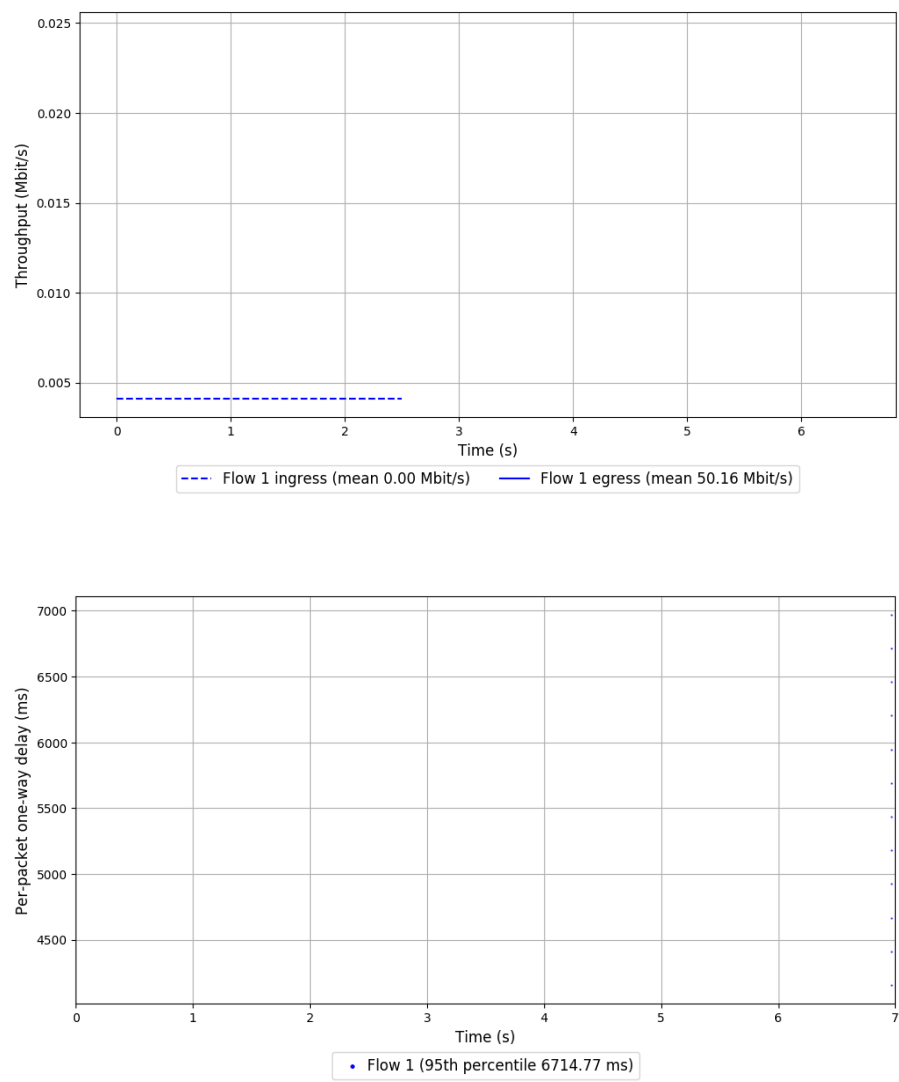 0.025
0.020
0.015
0.010
0.005
Throughput (Mbit/s)
0 1 2 3 4 5 6
Time (s)
Flow 1 ingress (mean 0.00 Mbit/s) Flow 1 egress (mean 50.16 Mbit/s)
7000
6500
6000
5500
5000
4500
Per-packet one-way delay (ms)
0 1 2 3 4 5 6 7
Time (s)
Flow 1 (95th percentile 6714.77 ms)